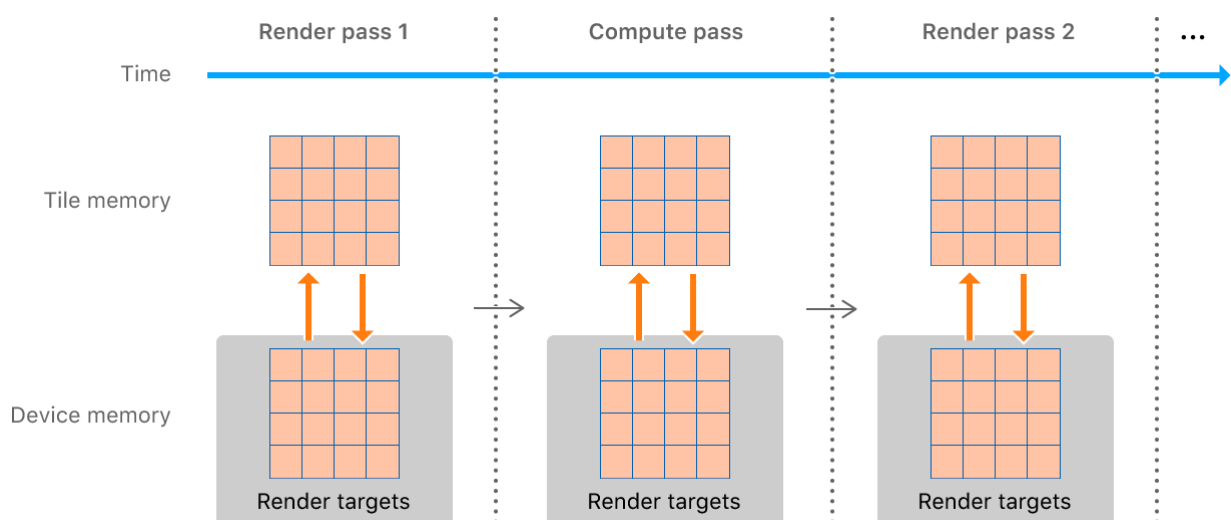 Render pass 1
Compute pass
Render pass 2
...
Time
Tile memory
Device memory
Render targets
Render targets
Render targets